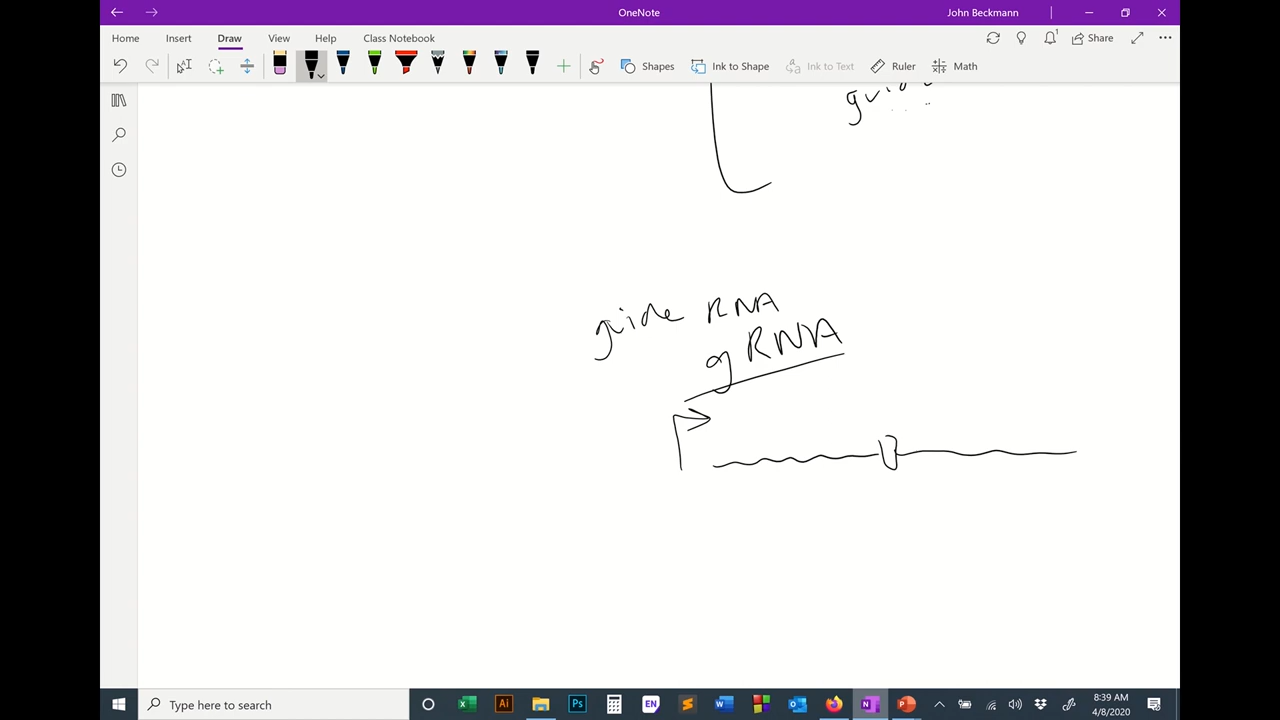 OneNote
John Beckmann
Home Insert Draw View Help Class Notebook
Share
Shapes Ink to Shape Ink to Text Ruler Math
guide RNA
gRNA
Type here to search
EN
8:39 AM
4/8/2020